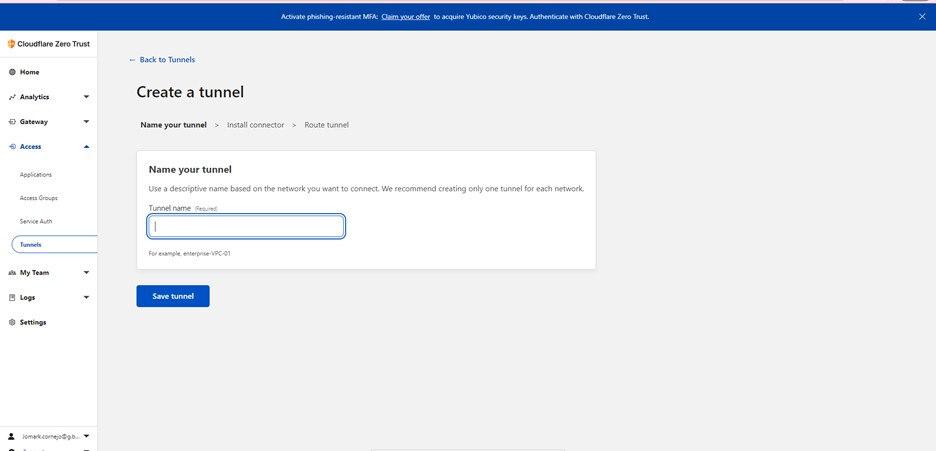 Activate phishing-resistant MFA: Claim your offer to acquire Yubico security keys. Authenticate with Cloudflare Zero Trust.
Cloudflare Zero Trust
Home
Analytics
Gateway
Access
Applications
Access Groups
Service Auth
Tunnels
My Team
Logs
Settings
Jomark.cornejo@g.b...
← Back to Tunnels
Create a tunnel
Name your tunnel > Install connector > Route tunnel
Name your tunnel
Use a descriptive name based on the network you want to connect. We recommend creating only one tunnel for each network.
Tunnel name (Required)
For example, enterprise-VPC-01
Save tunnel